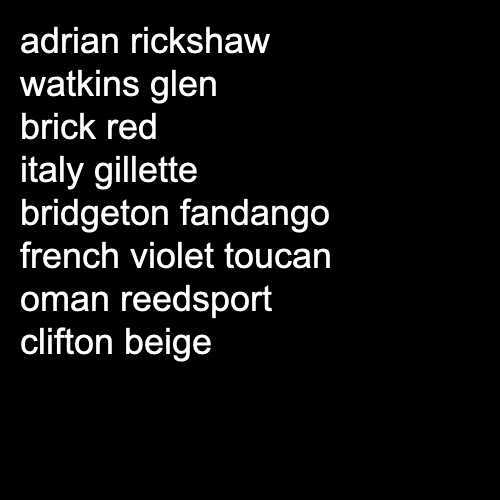 adrian rickshaw
watkins glen
brick red
italy gillette
bridgeton fandango
french violet toucan
oman reedsport
clifton beige